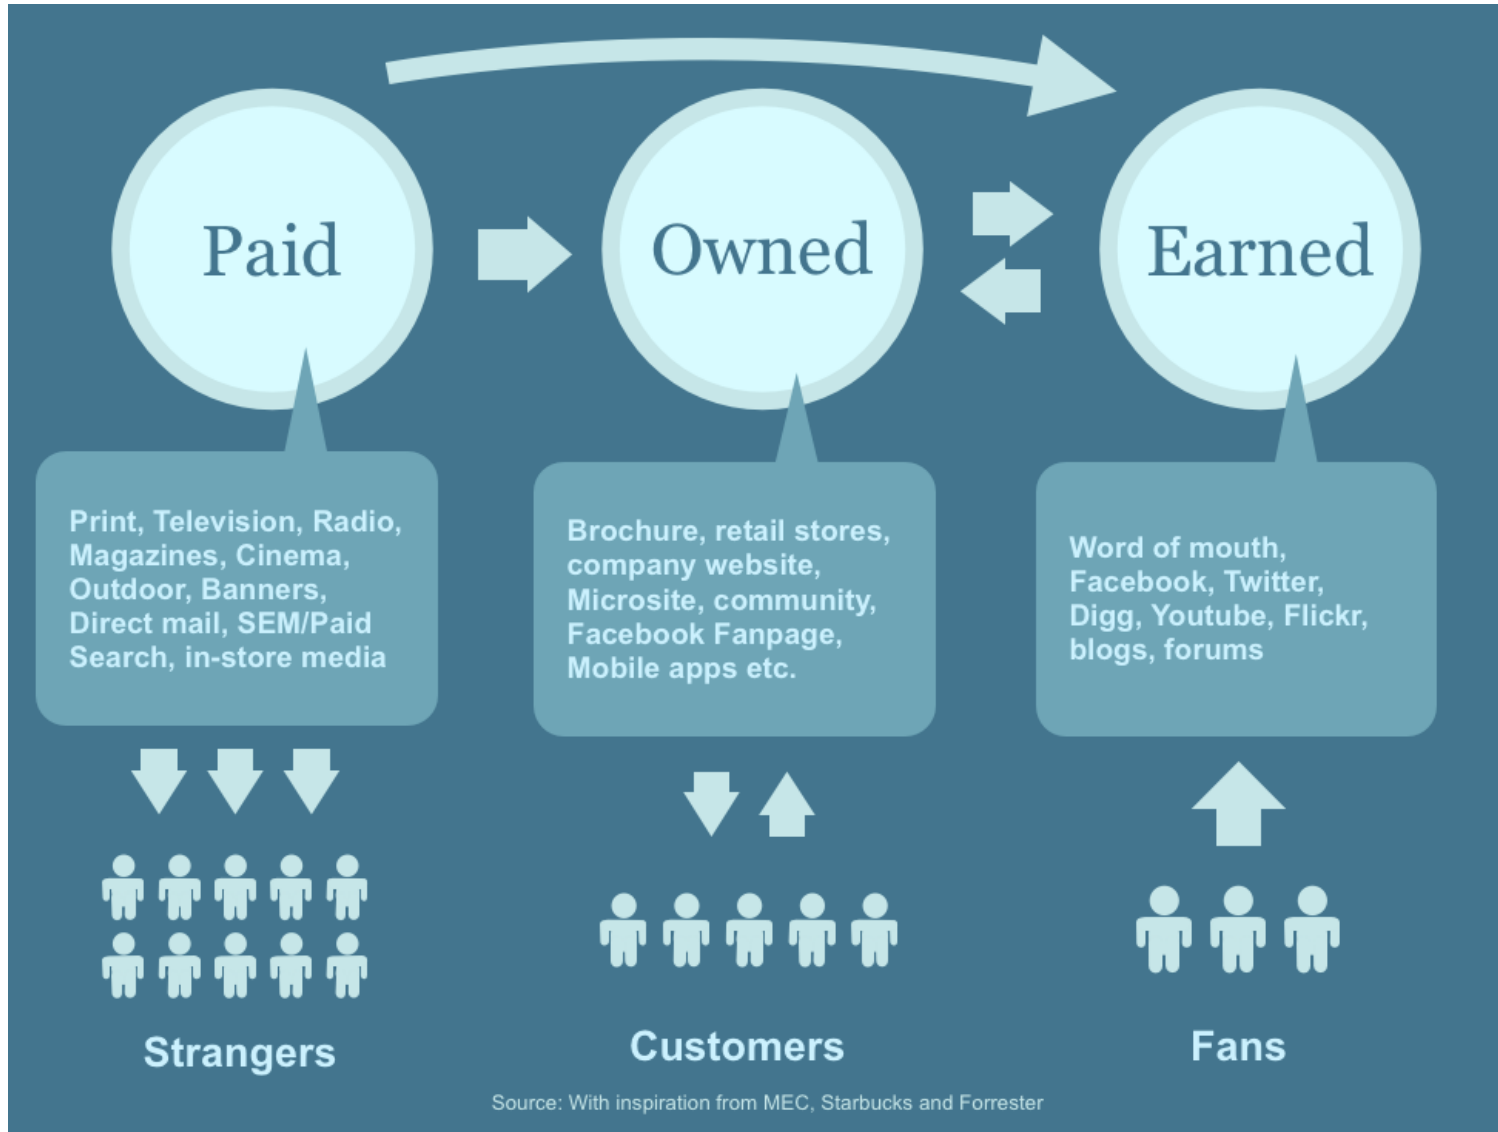 Paid
Owned
Earned
Print, Television, Radio,
Magazines, Cinema,
Outdoor, Banners,
Direct mail, SEM/Paid
Search, in-store media
Brochure, retail stores,
company website,
Microsite, community,
Facebook Fanpage,
Mobile apps etc.
Word of mouth,
Facebook, Twitter,
Digg, Youtube, Flickr,
blogs, forums
Strangers
Customers
Fans
Source: With inspiration from MEC, Starbucks and Forrester